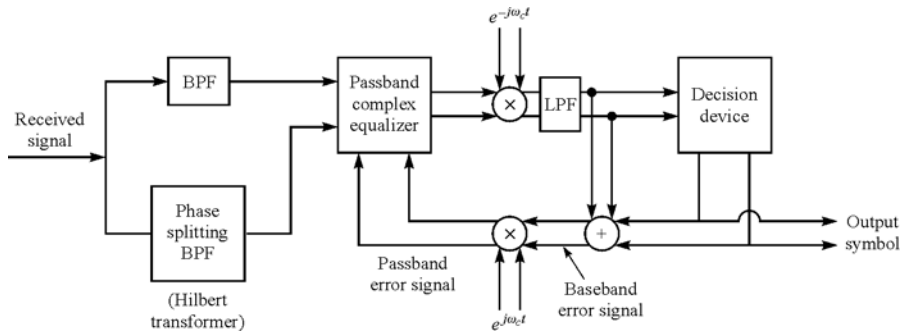 e^{-jω_c t}
BPF
Passband
complex
equalizer
×
LPF
Decision
device
Received
signal
Phase
splitting
BPF
(Hilbert
transformer)
×
+
Output
symbol
Passband
error signal
Baseband
error signal
e^{jω_c t}